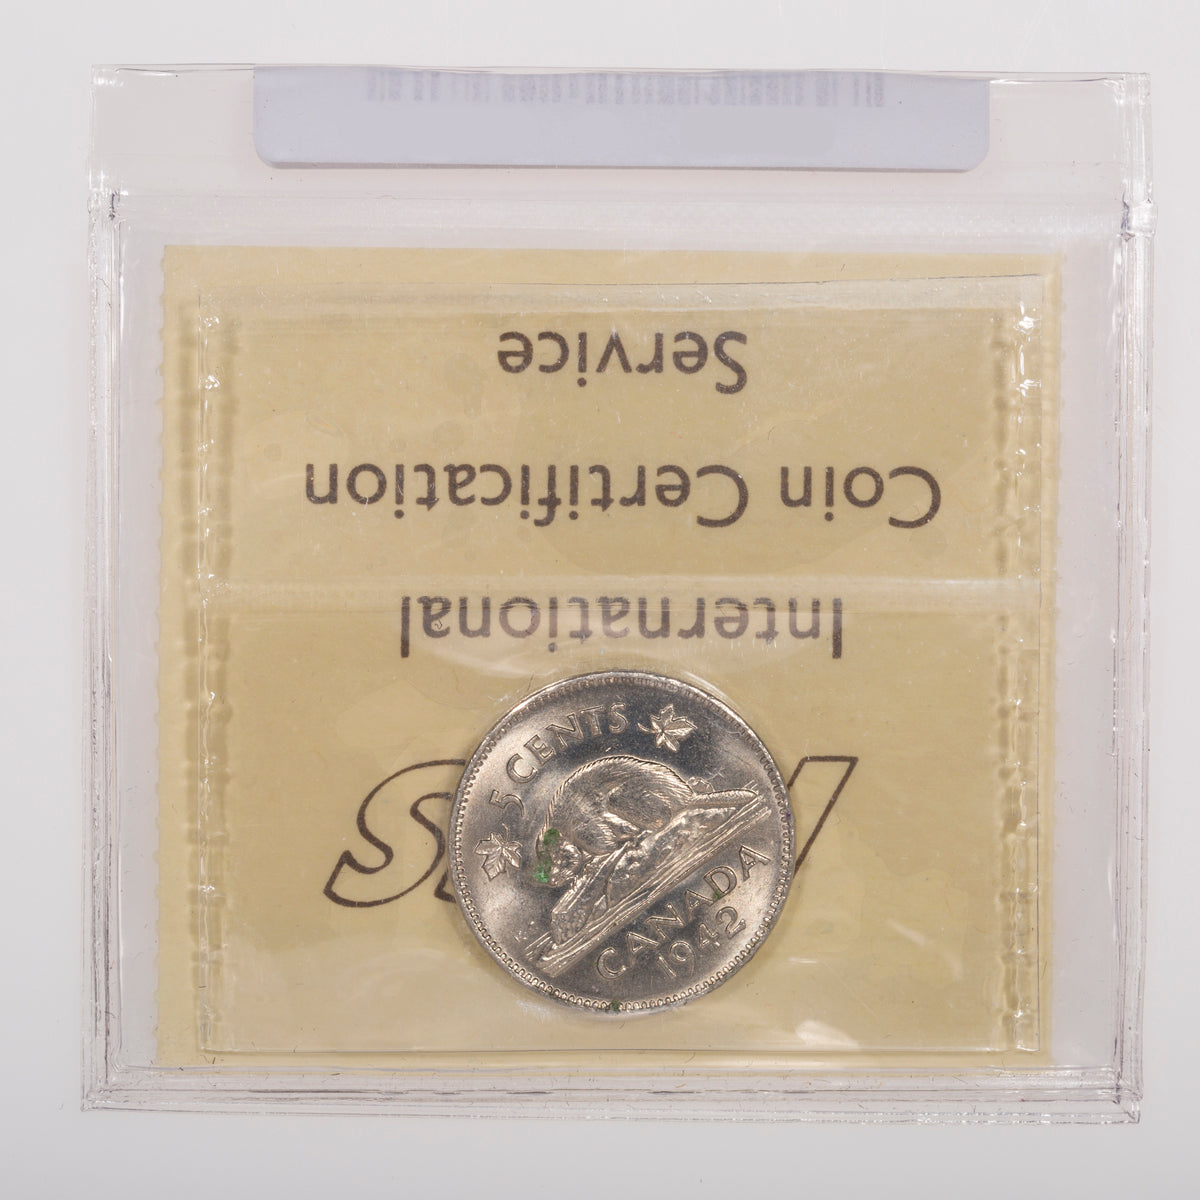 International
Coin Certification
Service
5 CENTS
CANADA
1942